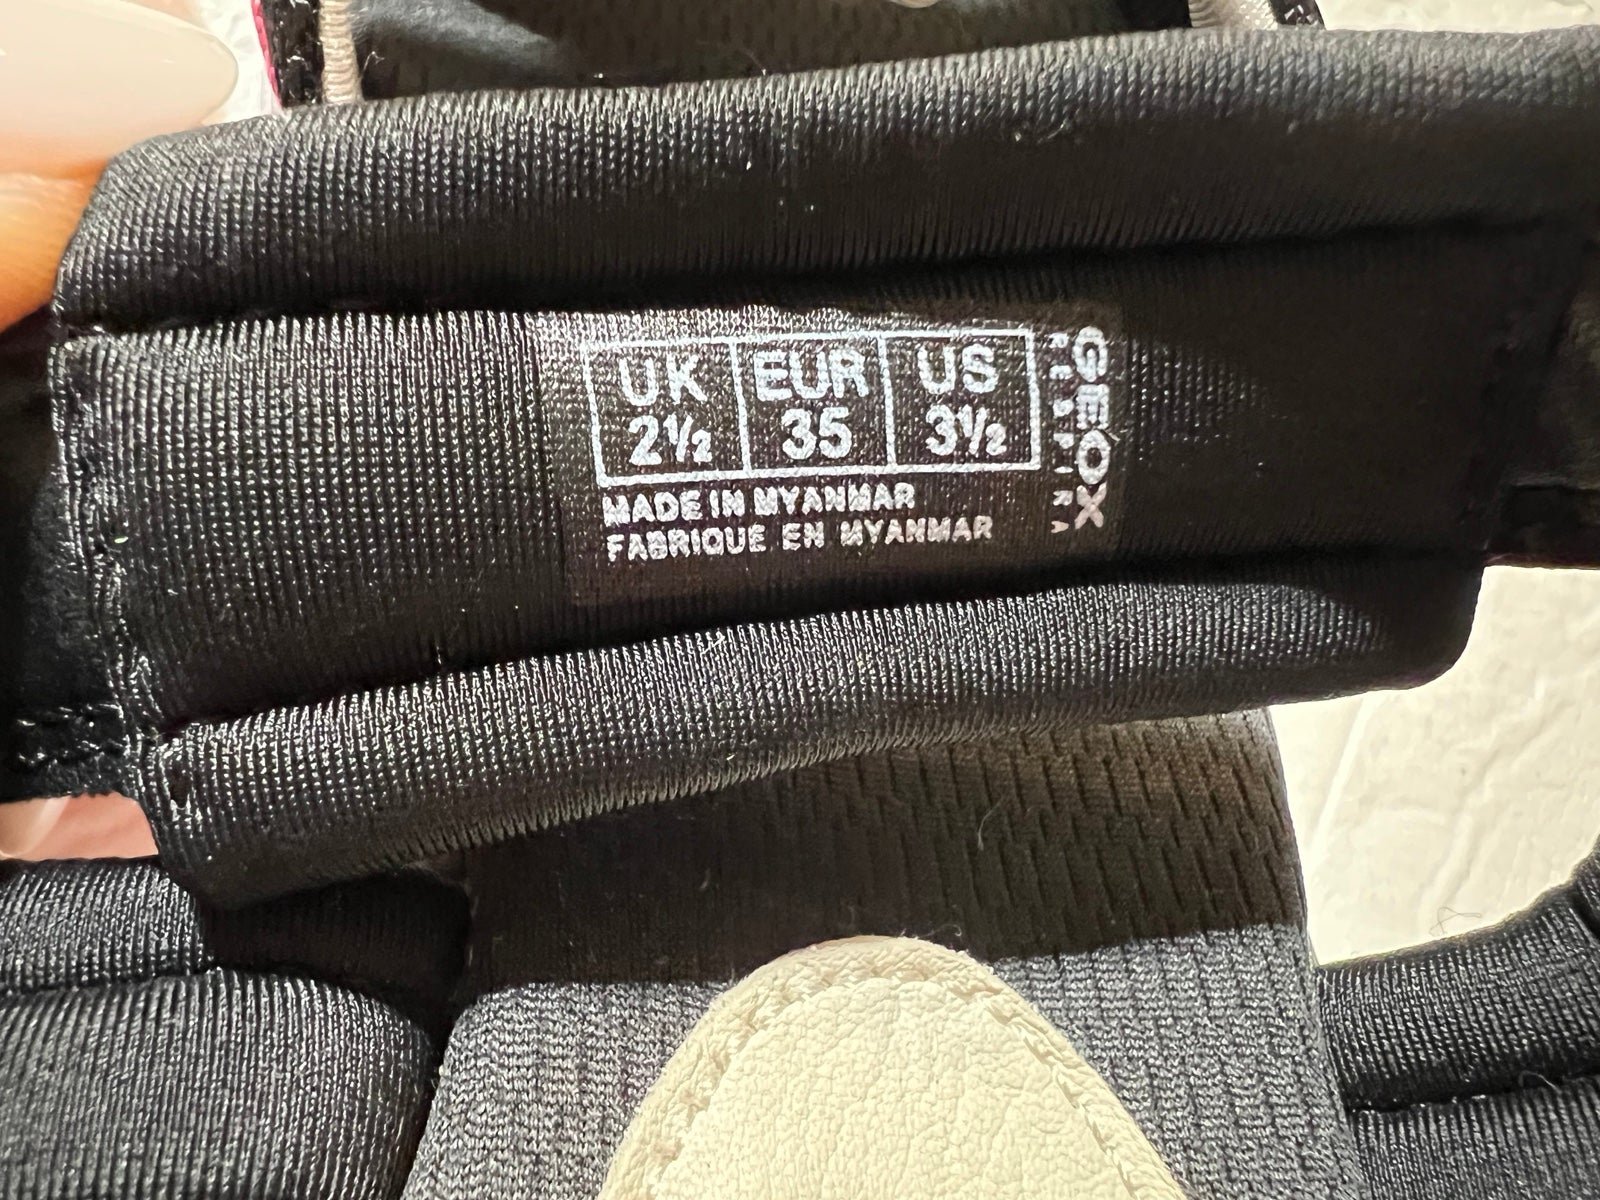 UK EUR US
2½ 35 3½
MADE IN MYANMAR
FABRIQUE EN MYANMAR
GEOX
RESPIRA